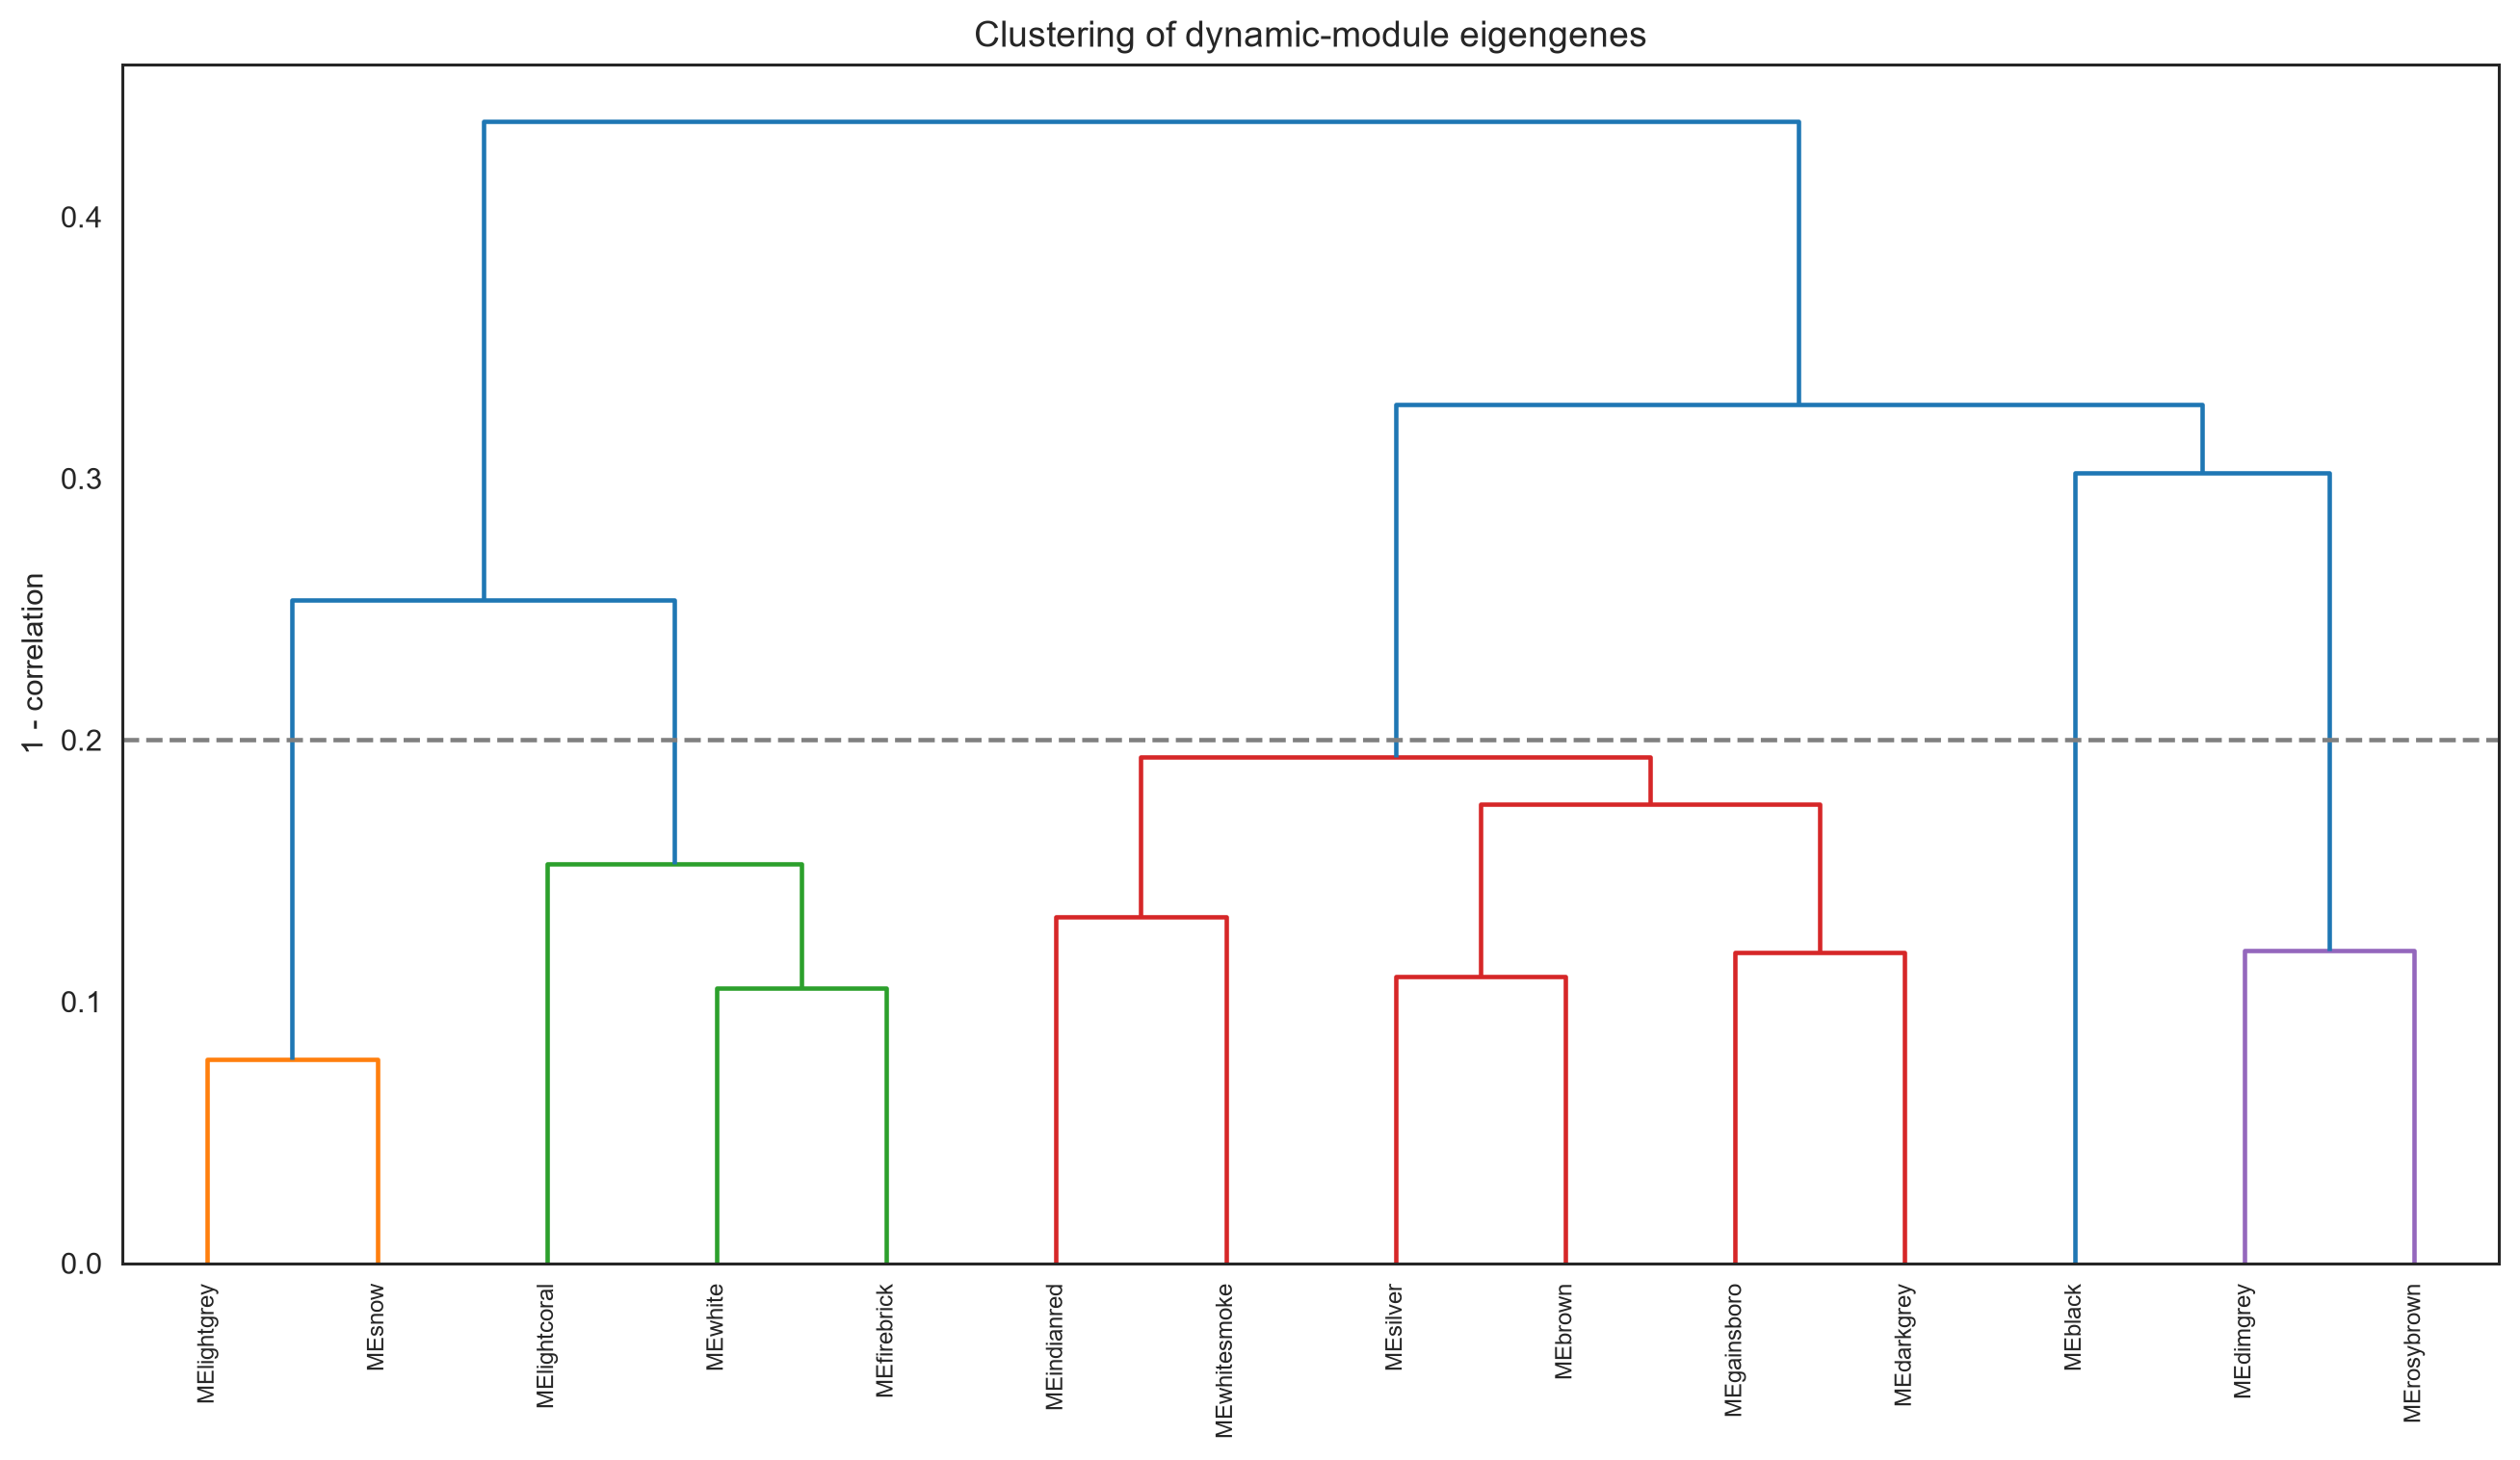 Clustering of dynamic-module eigengenes
1 - correlation
0.4
0.3
0.2
0.1
0.0
MElightgrey
MEsnow
MElightcoral
MEwhite
MEfirebrick
MEindianred
MEwhitesmoke
MEsilver
MEbrown
MEgainsboro
MEdarkgrey
MEblack
MEdimgrey
MErosybrown